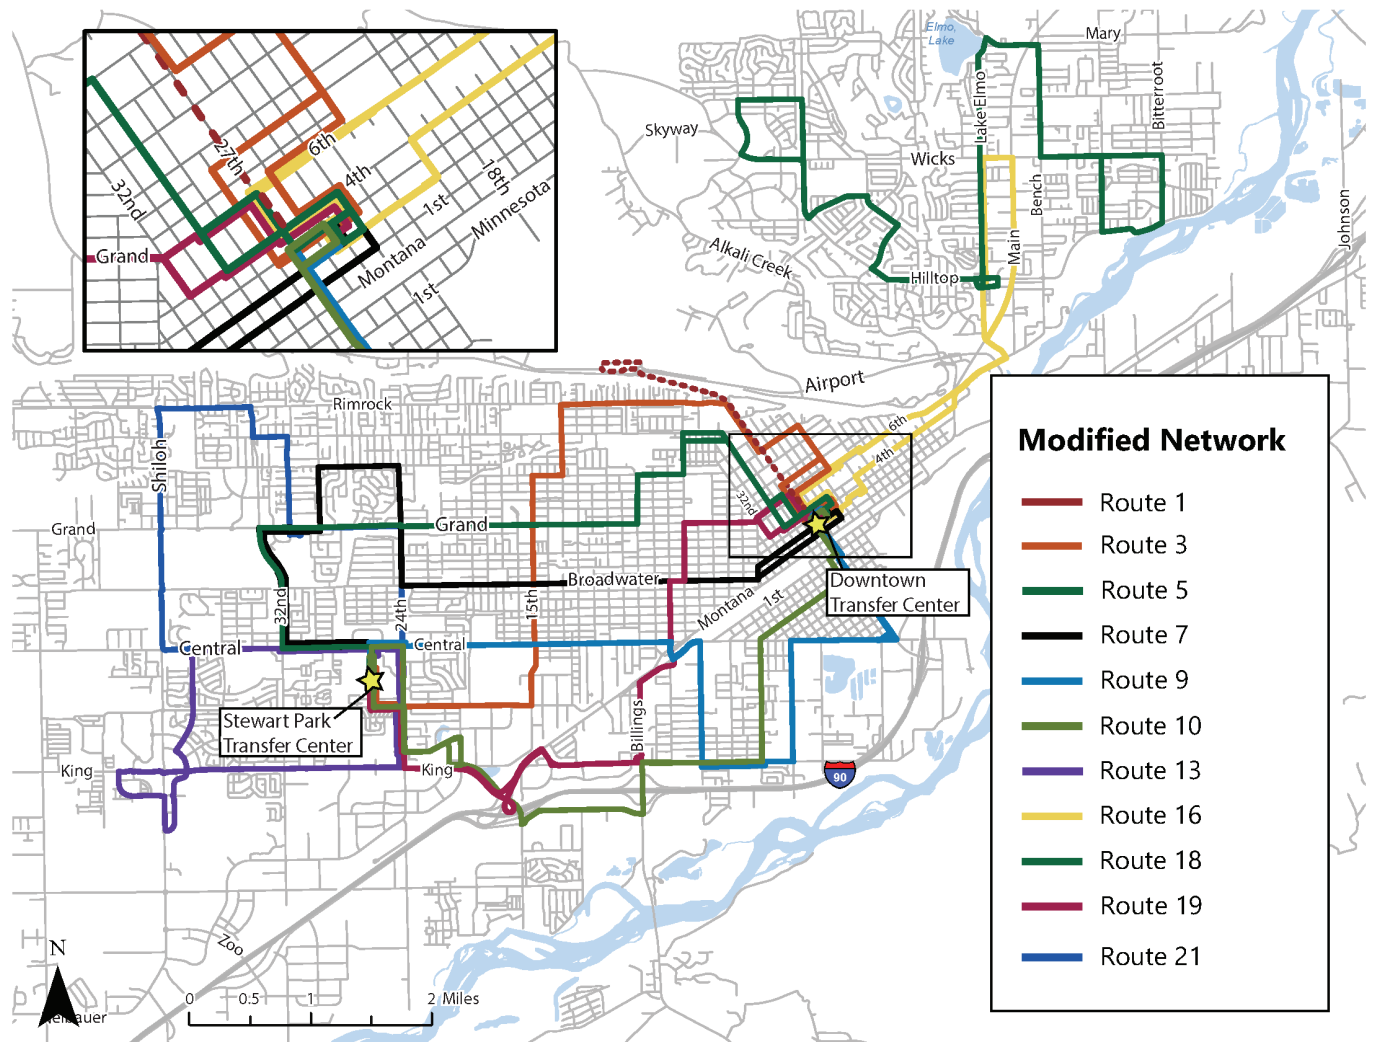 Elmo,
Lake
Mary
Lake Elmo
Bitterroot
Skyway
Wicks
Bench
Johnson
Main
Alkali Creek
Hilltop
27th
6th
4th
18th
32nd
1st
Minnesota
Grand
Montana
1st
Airport
Rimrock
6th
4th
Shiloh
32nd
Grand
Grand
Broadwater
Downtown
Transfer Center
32nd
24th
15th
Montana
1st
Central
Central
Stewart Park
Transfer Center
Billings
King
King
90
Zoo
N
0
0.5
1
2 Miles
Modified Network
Route 1
Route 3
Route 5
Route 7
Route 9
Route 10
Route 13
Route 16
Route 18
Route 19
Route 21